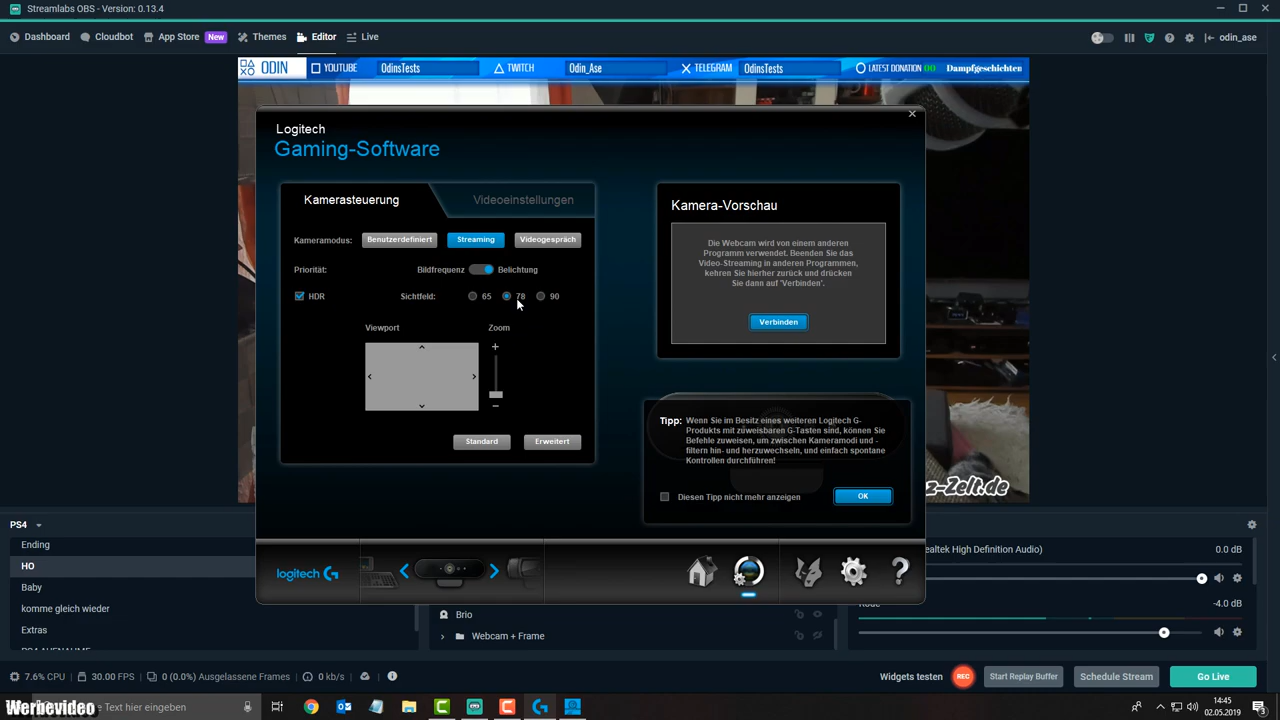 Streamlabs OBS - Version: 0.13.4
Dashboard Cloudbot App Store New Themes Editor Live odin_ase
ODIN YOUTUBE OdinsTests TWITCH Odin_Ase TELEGRAM OdinsTests LATEST DONATION 00 Dampfgeschichten
Logitech
Gaming-Software
Kamerasteuerung Videoeinstellungen
Kameramodus: Benutzerdefiniert Streaming Videogespräch
Priorität: Bildfrequenz Belichtung
HDR Sichtfeld: 65 78 90
Viewport Zoom
Standard Erweitert
Kamera-Vorschau
Die Webcam wird von einem anderen
Programm verwendet. Beenden Sie das
Video-Streaming in anderen Programmen,
kehren Sie hierher zurück und drücken
Sie dann auf 'Verbinden'.
Verbinden
Tipp: Wenn Sie im Besitz eines weiteren Logitech G-
Produkts mit zuweisbaren G-Tasten sind, können Sie
Befehle zuweisen, um zwischen Kameramodi und -
filtern hin- und herzuwechseln, und einfach spontane
Kontrollen durchführen!
Diesen Tipp nicht mehr anzeigen OK
z-Zelt.de
logitech G
PS4
Ending
HO
Baby
komme gleich wieder
Extras
PS4 AUFNAHME
Brio
Webcam + Frame
ealtek High Definition Audio) 0.0 dB
-4.0 dB
7.6% CPU 30.00 FPS 0 (0.0%) Ausgelassene Frames 0 kb/s Widgets testen REC Start Replay Buffer Schedule Stream Go Live
Werbevideo de Text hier eingeben
14:45
02.05.2019
3